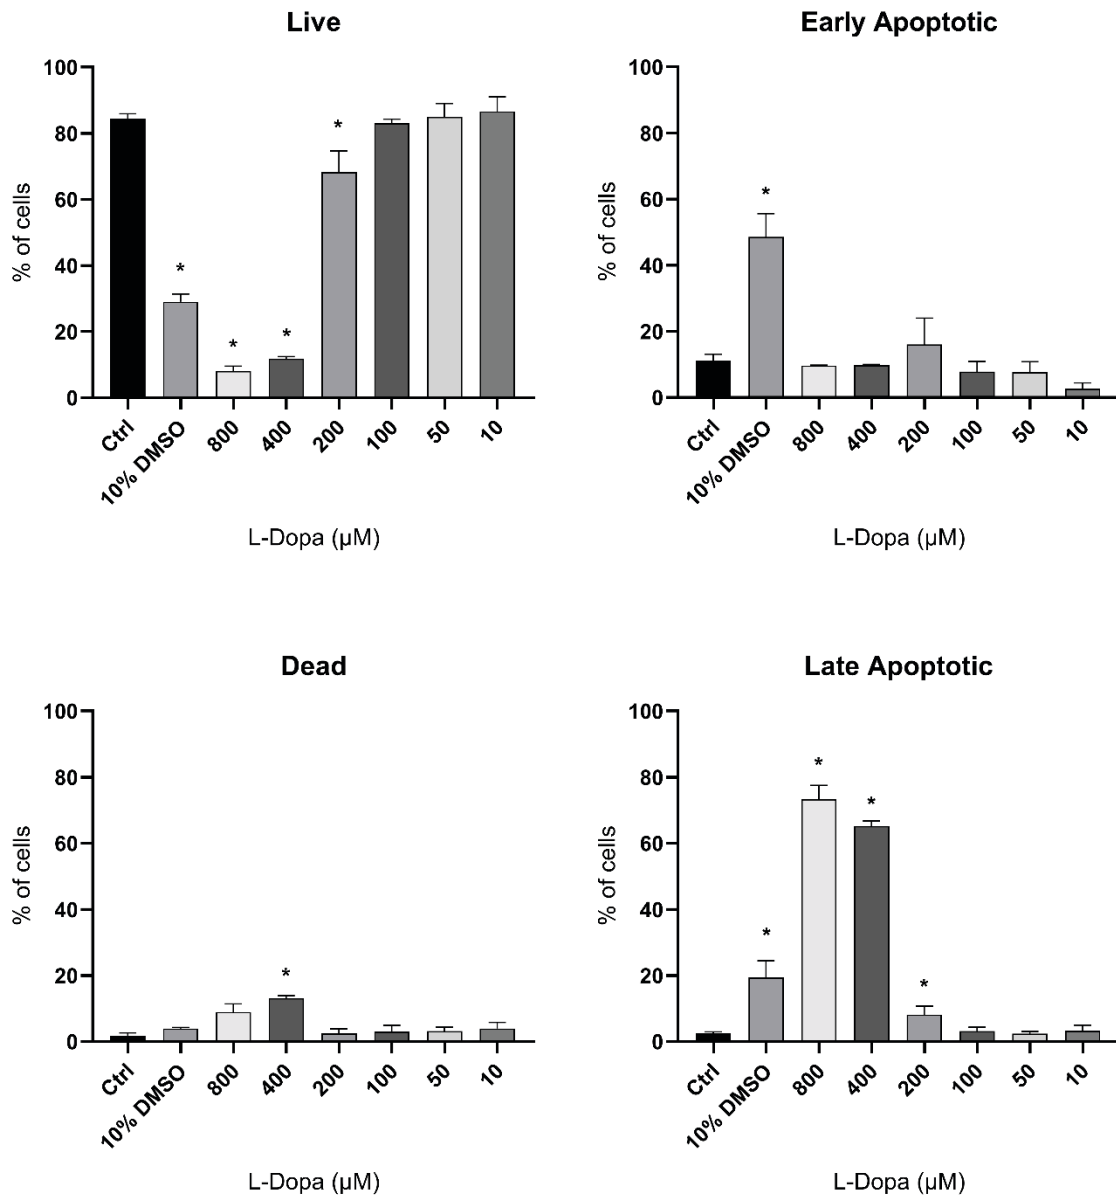 Live
% of cells
100
80
60
40
20
0
*
*
*
*
Ctrl
10% DMSO
800
400
200
100
50
10
L-Dopa (µM)
Early Apoptotic
% of cells
100
80
60
40
20
0
*
Ctrl
10% DMSO
800
400
200
100
50
10
L-Dopa (µM)
Dead
% of cells
100
80
60
40
20
0
*
Ctrl
10% DMSO
800
400
200
100
50
10
L-Dopa (µM)
Late Apoptotic
% of cells
100
80
60
40
20
0
*
*
*
*
Ctrl
10% DMSO
800
400
200
100
50
10
L-Dopa (µM)